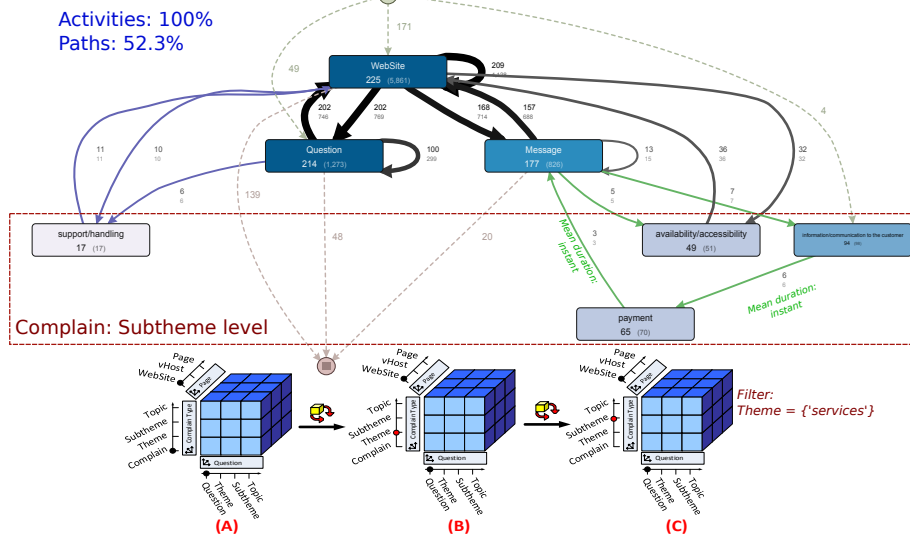 Activities: 100%
Paths: 52.3%
171
49
4
WebSite
225 (5,861)
209
202
746
202
769
168
714
157
686
Question
214 (1,273)
100
299
Message
177 (826)
13
15
11
11
10
10
6
6
139
48
20
5
5
7
7
36
36
32
32
support/handling
17 (17)
availability/accessibility
49 (51)
information/communication to the customer
94
3
3
Mean duration:
instant
6
6
Mean duration:
instant
payment
65 (70)
Complain: Subtheme level
Page
vHost
WebSite
Page
Topic
Subtheme
Theme
Complain
Complain Type
Question
Question
Theme
Subtheme
Topic
(A)
Page
vHost
WebSite
Page
Topic
Subtheme
Theme
Complain
Complain Type
Question
Question
Theme
Subtheme
Topic
(B)
Page
vHost
WebSite
Page
Topic
Subtheme
Theme
Complain
Complain Type
Question
Question
Theme
Subtheme
Topic
(C)
Filter:
Theme = {'services'}